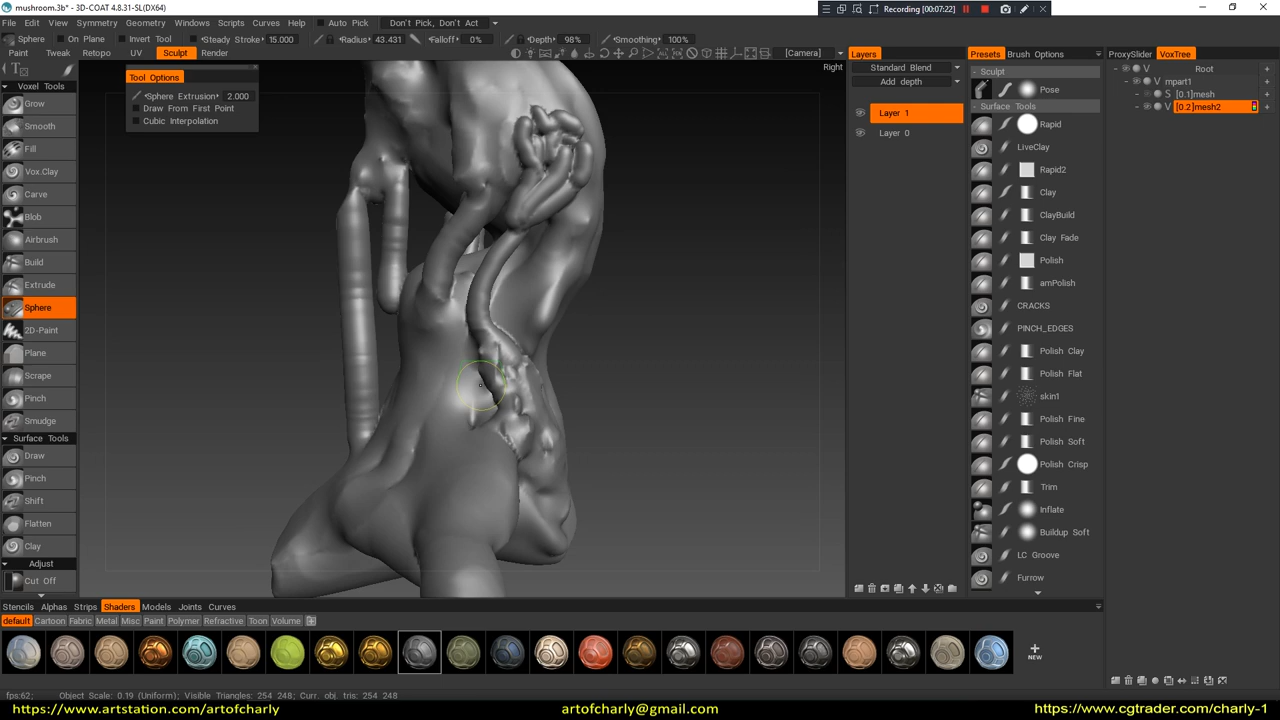 mushroom.3b* - 3D-COAT 4.8.31-SL(DX64)
Recording [00:07:22]
File Edit View Symmetry Geometry Windows Scripts Curves Help Auto Pick Don't Pick, Don't Act
Sphere On Plane Invert Tool Steady Stroke 15.000 Radius 43.431 Falloff 0% Depth 98% Smoothing 100%
Paint Tweak Retopo UV Sculpt Render
[Camera]
Right
Tool Options
Sphere Extrusion 2.000
Draw From First Point
Cubic Interpolation
Voxel Tools
Grow
Smooth
Fill
Vox.Clay
Carve
Blob
Airbrush
Build
Extrude
Sphere
2D-Paint
Plane
Scrape
Pinch
Smudge
Surface Tools
Draw
Pinch
Shift
Flatten
Clay
Adjust
Cut Off
Layers
Standard Blend
Add depth
Layer 1
Layer 0
Presets Brush Options
Sculpt
Pose
Surface Tools
Rapid
LiveClay
Rapid2
Clay
ClayBuild
Clay Fade
Polish
amPolish
CRACKS
PINCH_EDGES
Polish Clay
Polish Flat
skin1
Polish Fine
Polish Soft
Polish Crisp
Trim
Inflate
Buildup Soft
LC Groove
Furrow
ProxySlider VoxTree
V Root
V mpart1
S [0.1]mesh
V [0.2]mesh2
Stencils Alphas Strips Shaders Models Joints Curves
default Cartoon Fabric Metal Misc Paint Polymer Refractive Toon Volume
NEW
fps:62; Object Scale: 0.19 (Uniform); Visible Triangles: 254 248; Curr. obj. tris: 254 248;
https://www.artstation.com/artofcharly artofcharly@gmail.com https://www.cgtrader.com/charly-1